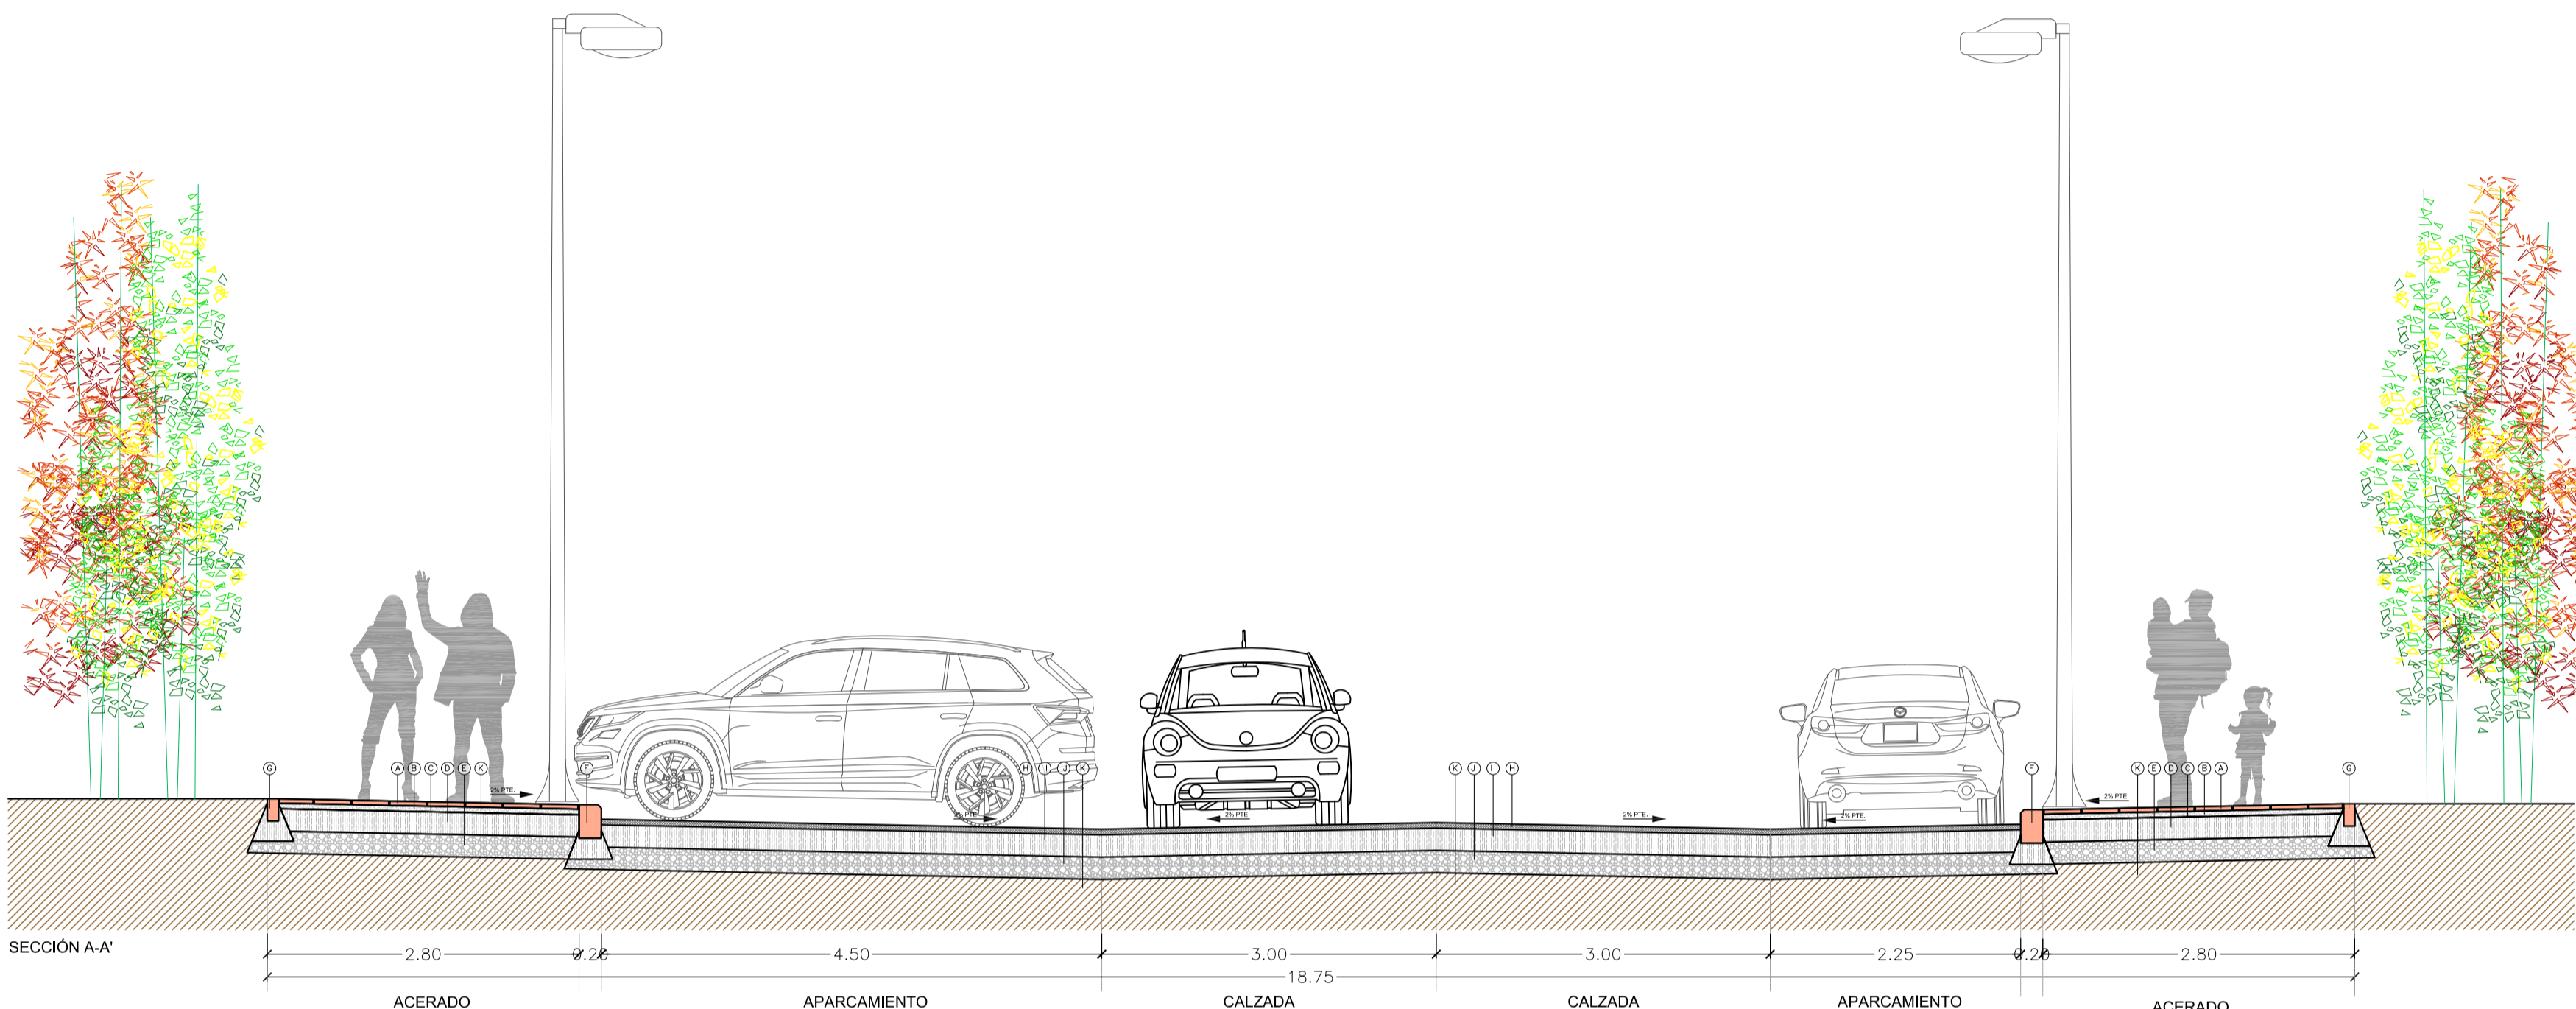 G A B C D E K F H I J K K J I H F K E D C B A G
2% PTE. 2% PTE. 2% PTE. 2% PTE. 2% PTE. 2% PTE.
SECCIÓN A-A'
2.80 0.20 4.50 3.00 3.00 2.25 0.20 2.80
18.75
ACERADO APARCAMIENTO CALZADA CALZADA APARCAMIENTO ACERADO